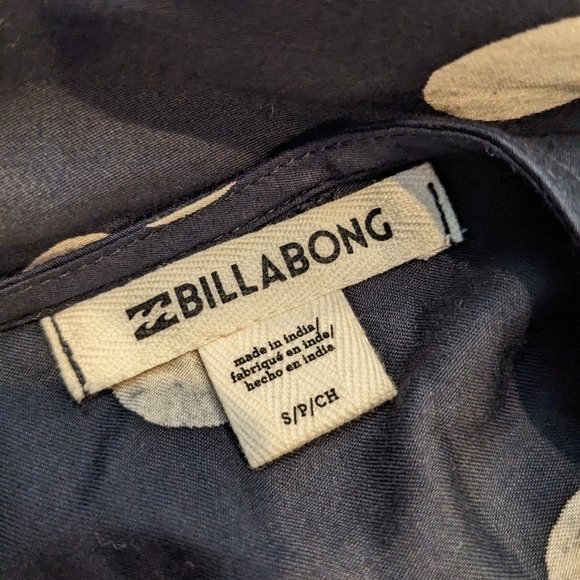 BILLABONG
made in india/
fabriqué en inde/
hecho en india
S/P/CH